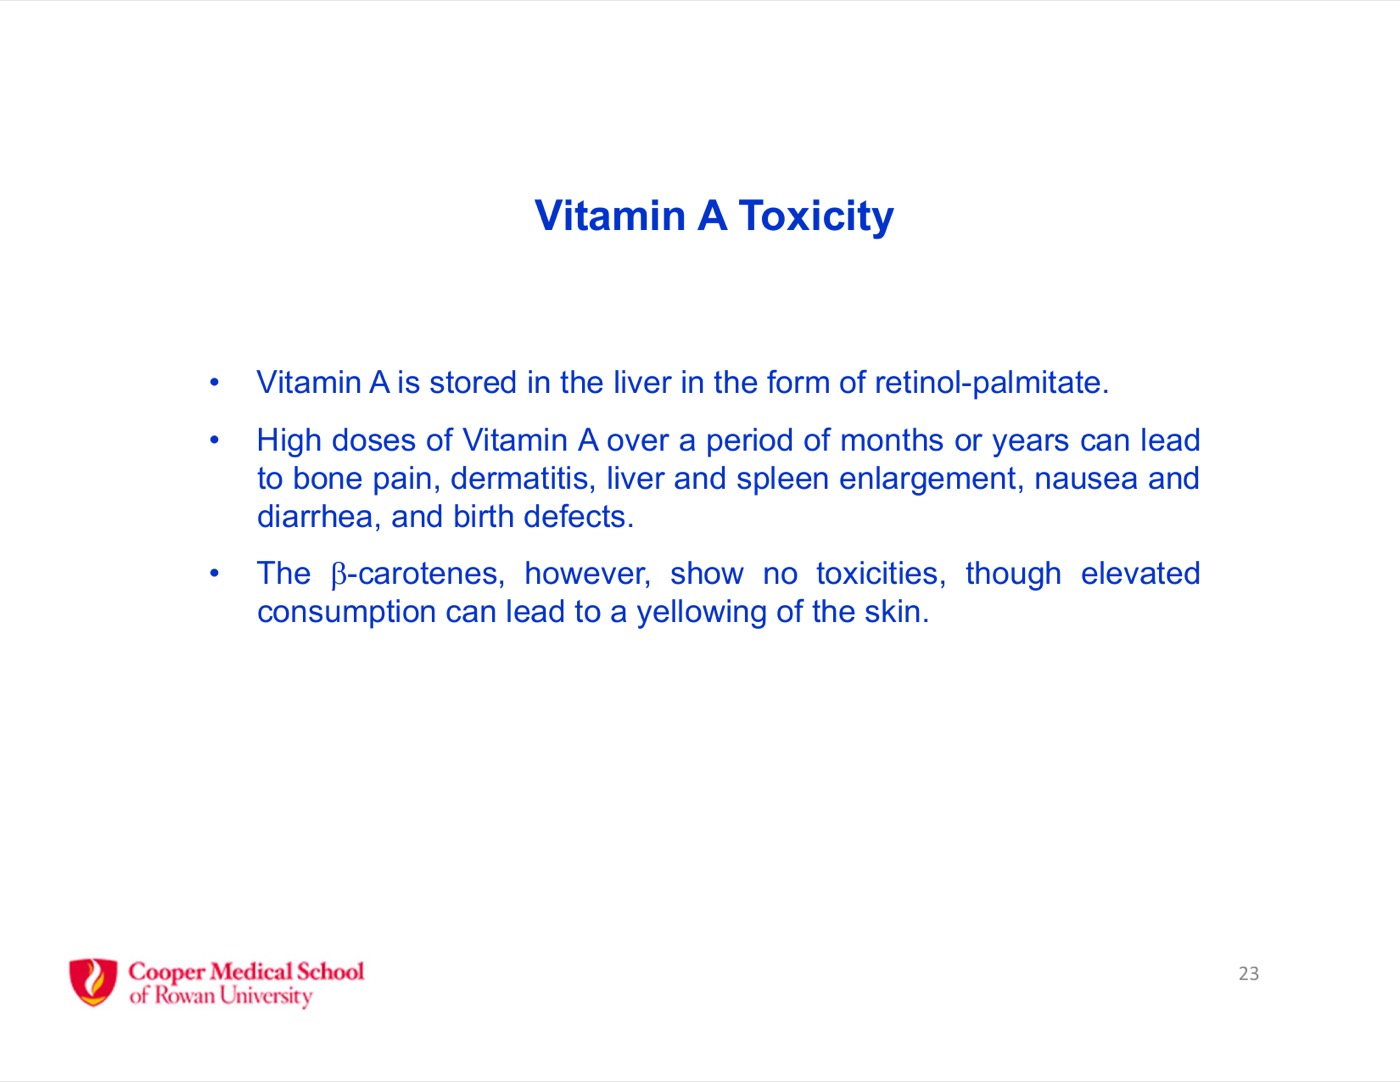 Vitamin A Toxicity
• Vitamin A is stored in the liver in the form of retinol-palmitate.
• High doses of Vitamin A over a period of months or years can lead
to bone pain, dermatitis, liver and spleen enlargement, nausea and
diarrhea, and birth defects.
• The β-carotenes, however, show no toxicities, though elevated
consumption can lead to a yellowing of the skin.
Cooper Medical School
of Rowan University
23